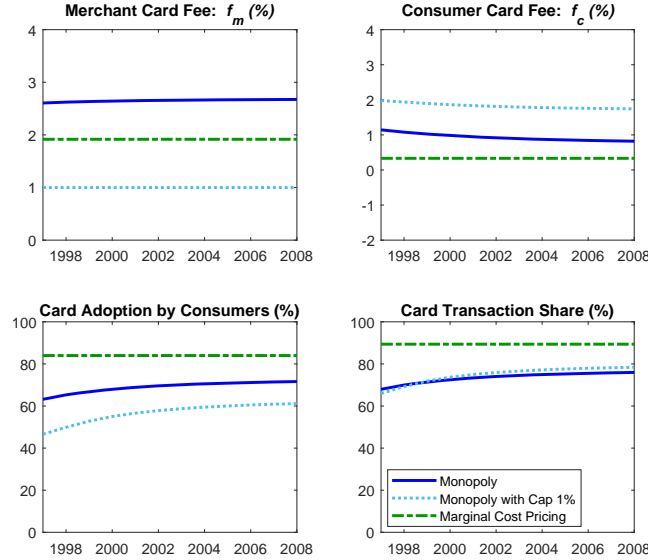 Merchant Card Fee: f_m (%)
4
3
2
1
0
1998 2000 2002 2004 2006 2008
Consumer Card Fee: f_c (%)
4
3
2
1
0
-1
-2
1998 2000 2002 2004 2006 2008
Card Adoption by Consumers (%)
100
80
60
40
20
0
1998 2000 2002 2004 2006 2008
Card Transaction Share (%)
100
80
60
40
20
0
Monopoly
Monopoly with Cap 1%
Marginal Cost Pricing
1998 2000 2002 2004 2006 2008